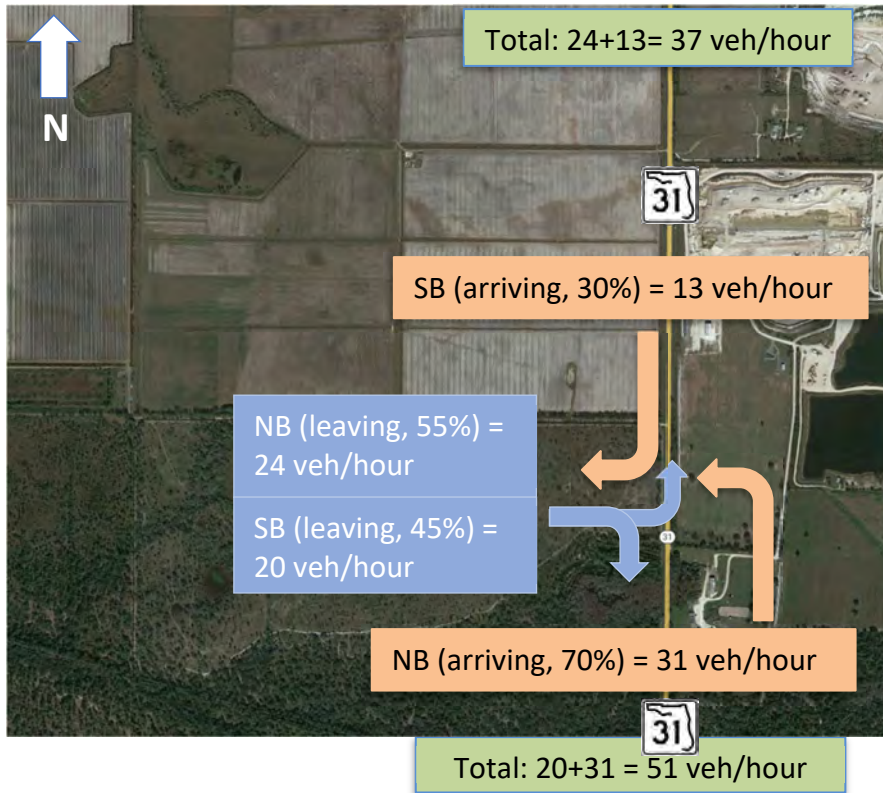 Total: 24+13= 37 veh/hour
N
31
SB (arriving, 30%) = 13 veh/hour
NB (leaving, 55%) =
24 veh/hour
SB (leaving, 45%) =
20 veh/hour
31
NB (arriving, 70%) = 31 veh/hour
31
Total: 20+31 = 51 veh/hour